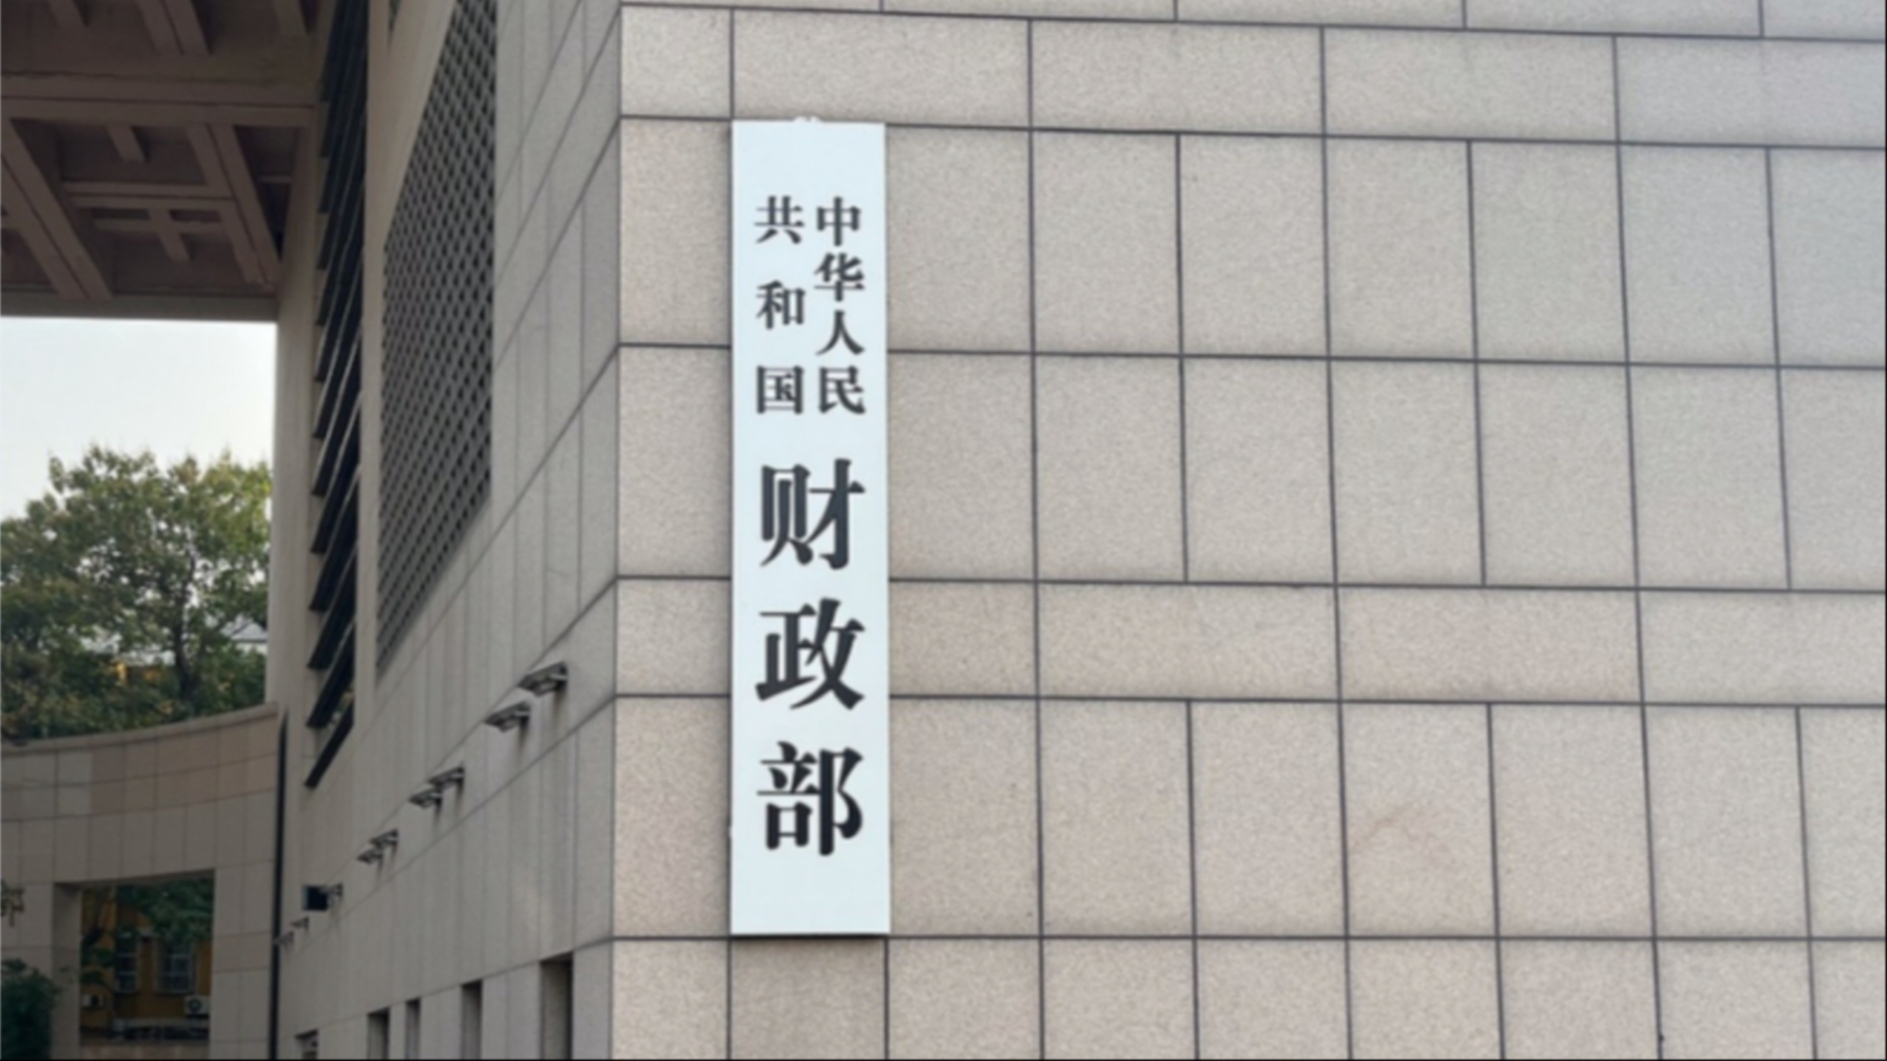 中华人民
共和国
财政部